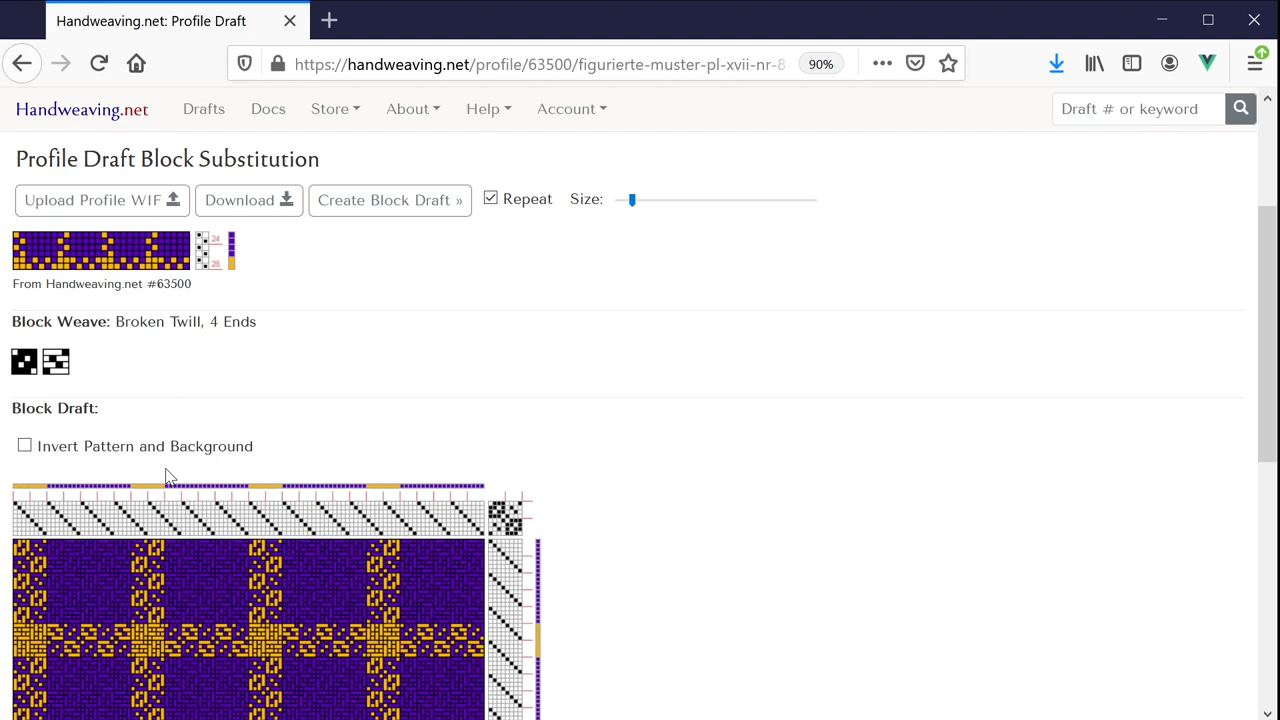 Handweaving.net: Profile Draft
https://handweaving.net/profile/63500/figurierte-muster-pl-xvii-nr-8
90%
Handweaving.net Drafts Docs Store About Help Account Draft # or keyword
Profile Draft Block Substitution
Upload Profile WIF Download Create Block Draft » Repeat Size:
24
28
From Handweaving.net #63500
Block Weave: Broken Twill, 4 Ends
Block Draft:
Invert Pattern and Background